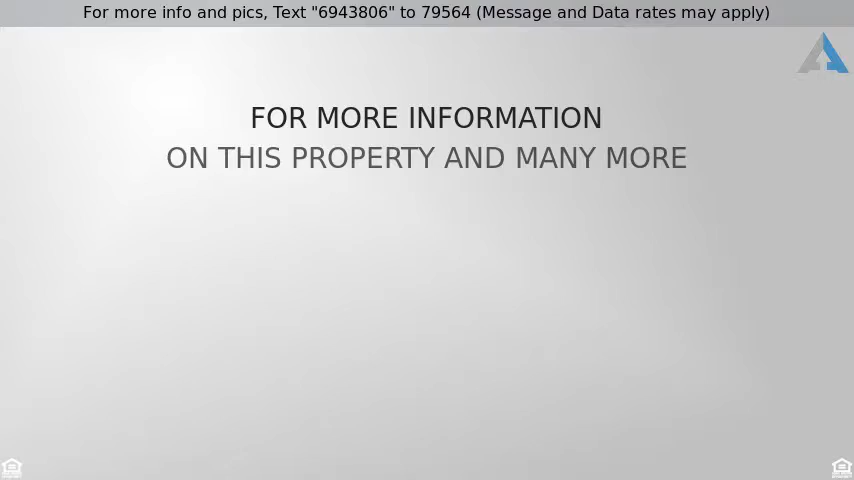 For more info and pics, Text "6943806" to 79564 (Message and Data rates may apply)
FOR MORE INFORMATION
ON THIS PROPERTY AND MANY MORE